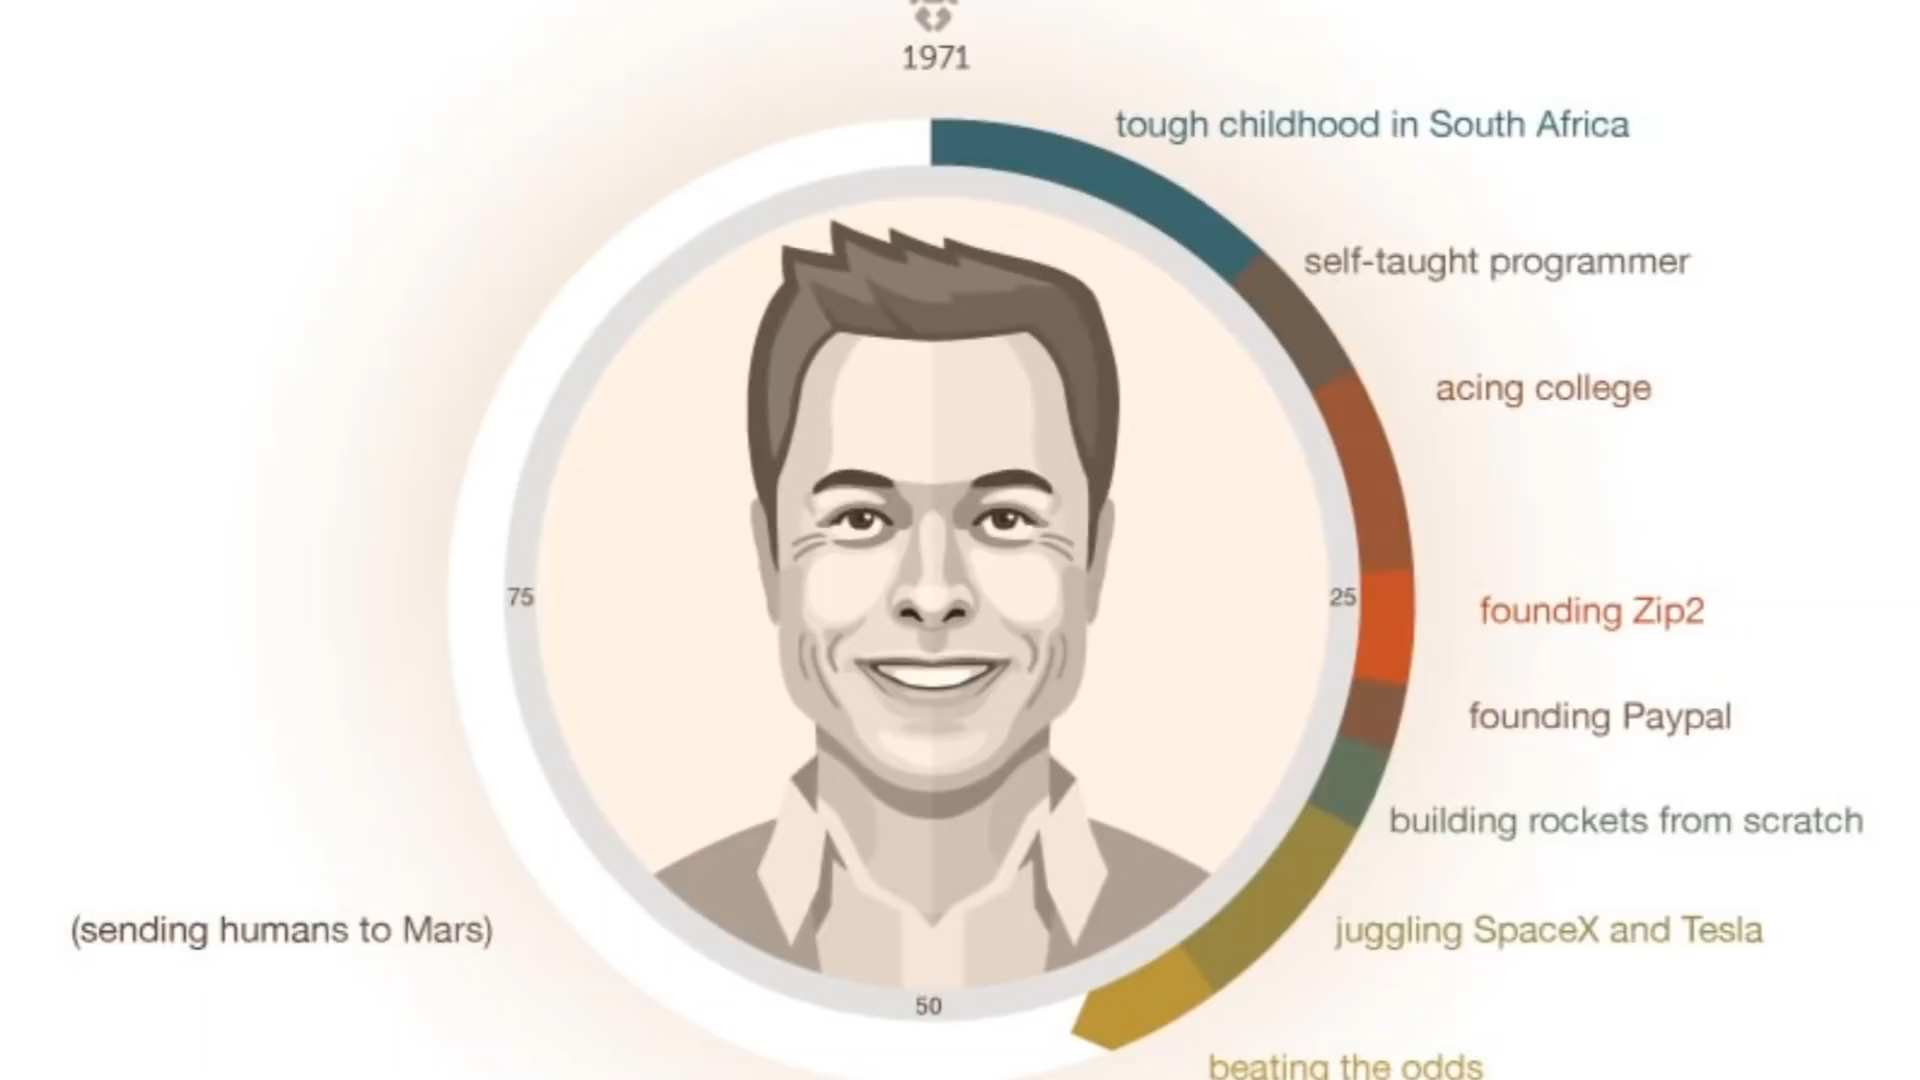 1971
tough childhood in South Africa
self-taught programmer
acing college
75
25
founding Zip2
founding Paypal
building rockets from scratch
(sending humans to Mars)
juggling SpaceX and Tesla
50
beating the odds